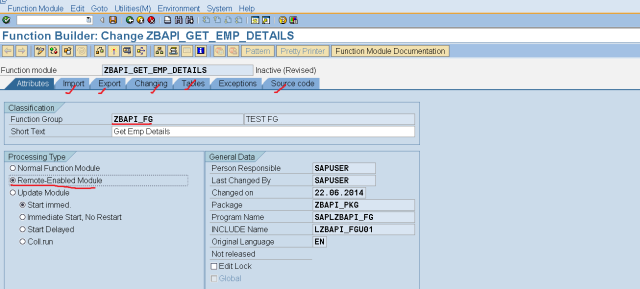 Function Module Edit Goto Utilities(M) Environment System Help
Function Builder: Change ZBAPI_GET_EMP_DETAILS
Pattern Pretty Printer Function Module Documentation
Function module ZBAPI_GET_EMP_DETAILS Inactive (Revised)
Attributes Import Export Changing Tables Exceptions Source code
Classification
Function Group ZBAPI_FG TEST FG
Short Text Get Emp Details
Processing Type
Normal Function Module
Remote-Enabled Module
Update Module
Start immed.
Immediate Start, No Restart
Start Delayed
Coll.run
General Data
Person Responsible SAPUSER
Last Changed By SAPUSER
Changed on 22.06.2014
Package ZBAPI_PKG
Program Name SAPLZBAPI_FG
INCLUDE Name LZBAPI_FGU01
Original Language EN
Not released
Edit Lock
Global